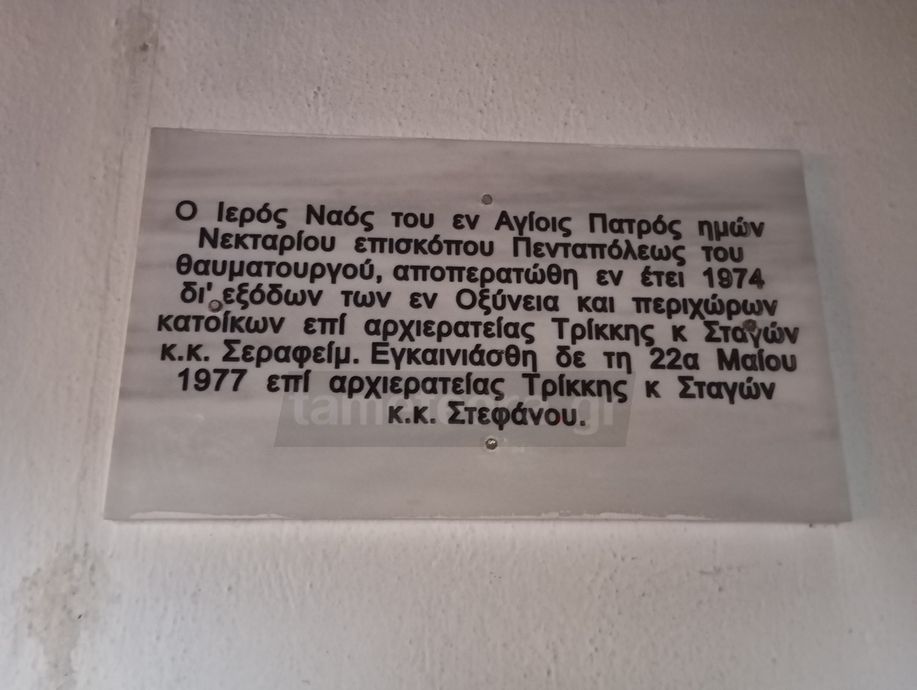 Ο Ιερός Ναός του εν Αγίοις Πατρός ημών
Νεκταρίου επισκόπου Πενταπόλεως του
θαυματουργού, αποπερατώθη εν έτει 1974
δι' εξόδων των εν Οξύνεια και περιχώρων
κατοίκων επί αρχιερατείας Τρίκκης κ Σταγών
κ.κ. Σεραφείμ. Εγκαινιάσθη δε τη 22α Μαΐου
1977 επί αρχιερατείας Τρίκκης κ Σταγών
κ.κ. Στεφάνου.